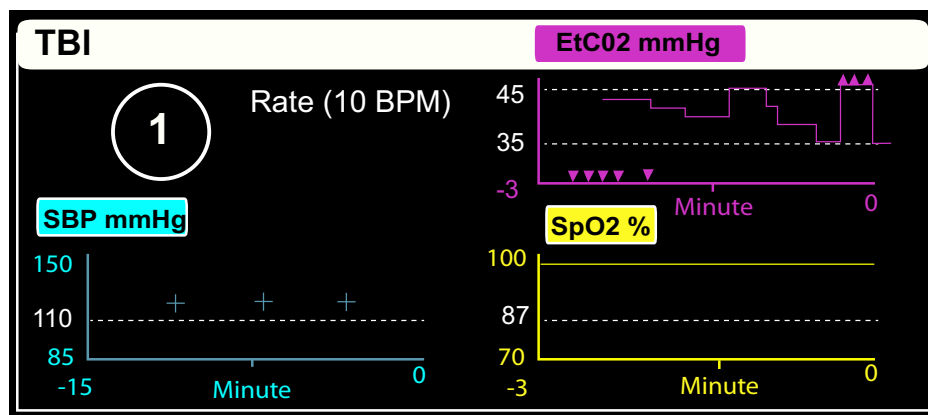 TBI
EtC02 mmHg
1
Rate (10 BPM)
45
35
-3
Minute
0
SBP mmHg
150
110
85
-15
Minute
0
SpO2 %
100
87
70
-3
Minute
0